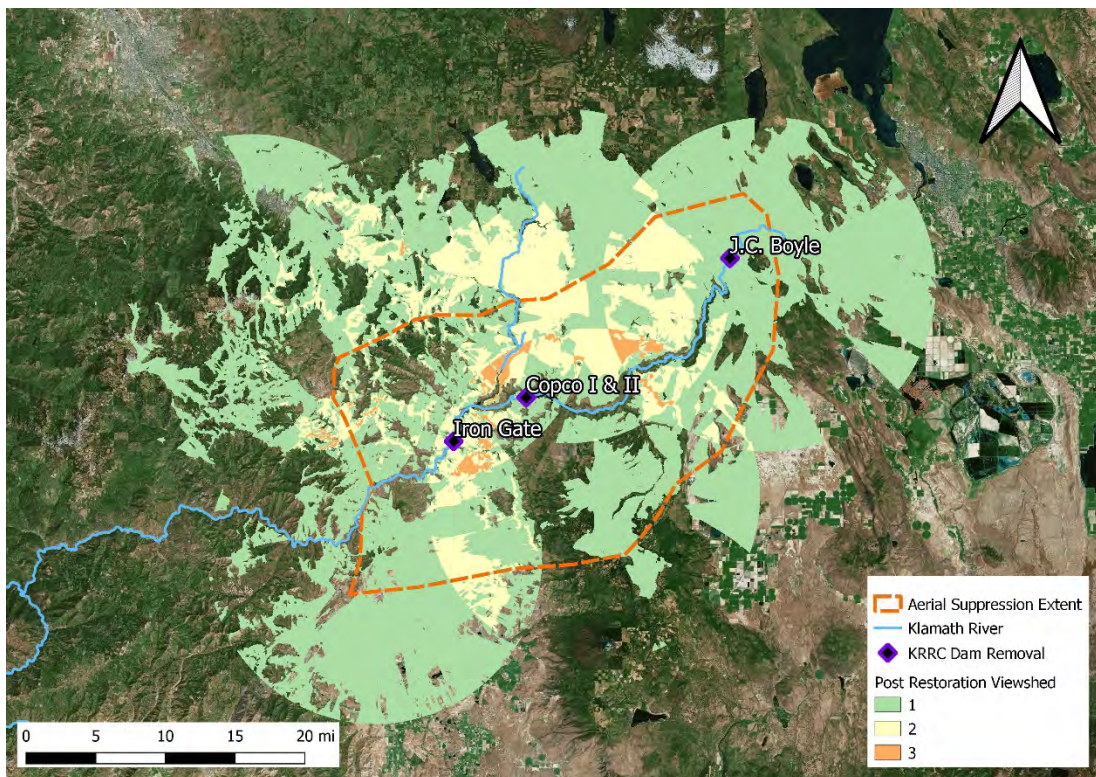 J.C. Boyle
Copco I & II
Iron Gate
Aerial Suppression Extent
Klamath River
KRRC Dam Removal
Post Restoration Viewshed
1
2
3
0 5 10 15 20 mi